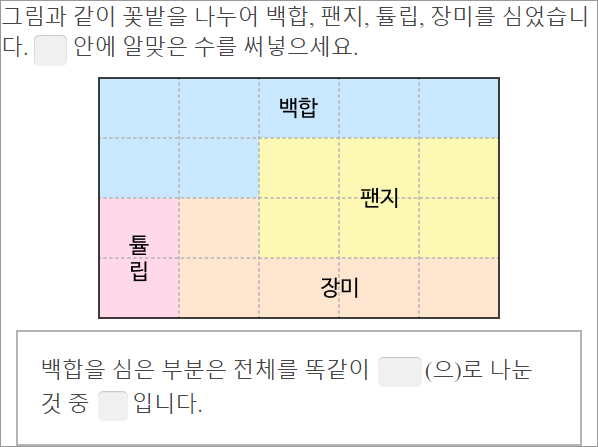 그림과 같이 꽃밭을 나누어 백합, 팬지, 튤립, 장미를 심었습니
다. 안에 알맞은 수를 써넣으세요.
백합
팬지
튤
립
장미
백합을 심은 부분은 전체를 똑같이 (으)로 나눈
것 중 입니다.